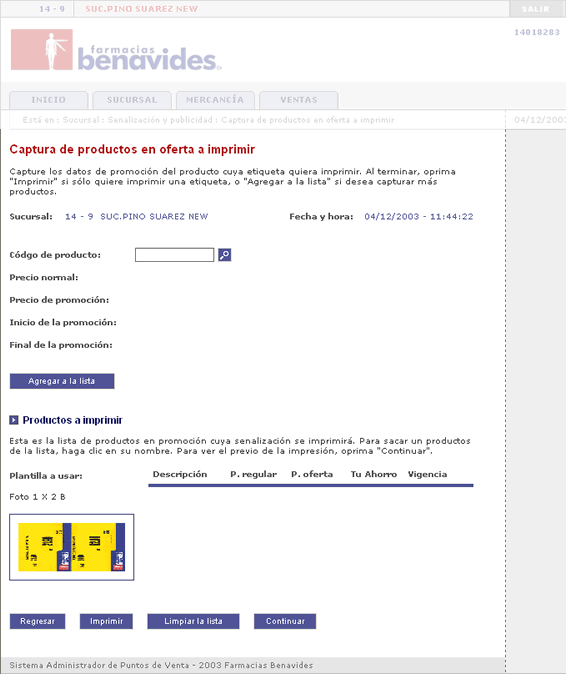 14 - 9 SUC.PINO SUAREZ NEW SALIR
14018283
farmacias
benavides
INICIO SUCURSAL MERCANCÍA VENTAS
Está en : Sucursal : Senalización y publicidad : Captura de productos en oferta a imprimir 04/12/2003
Captura de productos en oferta a imprimir
Capture los datos de promoción del producto cuya etiqueta quiera imprimir. Al terminar, oprima
"Imprimir" si sólo quiere imprimir una etiqueta, o "Agregar a la lista" si desea capturar más
productos.
Sucursal: 14 - 9 SUC.PINO SUAREZ NEW Fecha y hora: 04/12/2003 - 11:44:22
Códgo de producto:
Precio normal:
Precio de promoción:
Inicio de la promoción:
Final de la promoción:
Agregar a la lista
Productos a imprimir
Esta es la lista de productos en promoción cuya senalización se imprimirá. Para sacar un productos
de la lista, haga clic en su nombre. Para ver el previo de la impresión, oprima "Continuar".
Plantilla a usar: Descripción P. regular P. oferta Tu Ahorro Vigencia
Foto 1 X 2 B
Regresar Imprimir Limpiar la lista Continuar
Sistema Administrador de Puntos de Venta - 2003 Farmacias Benavides